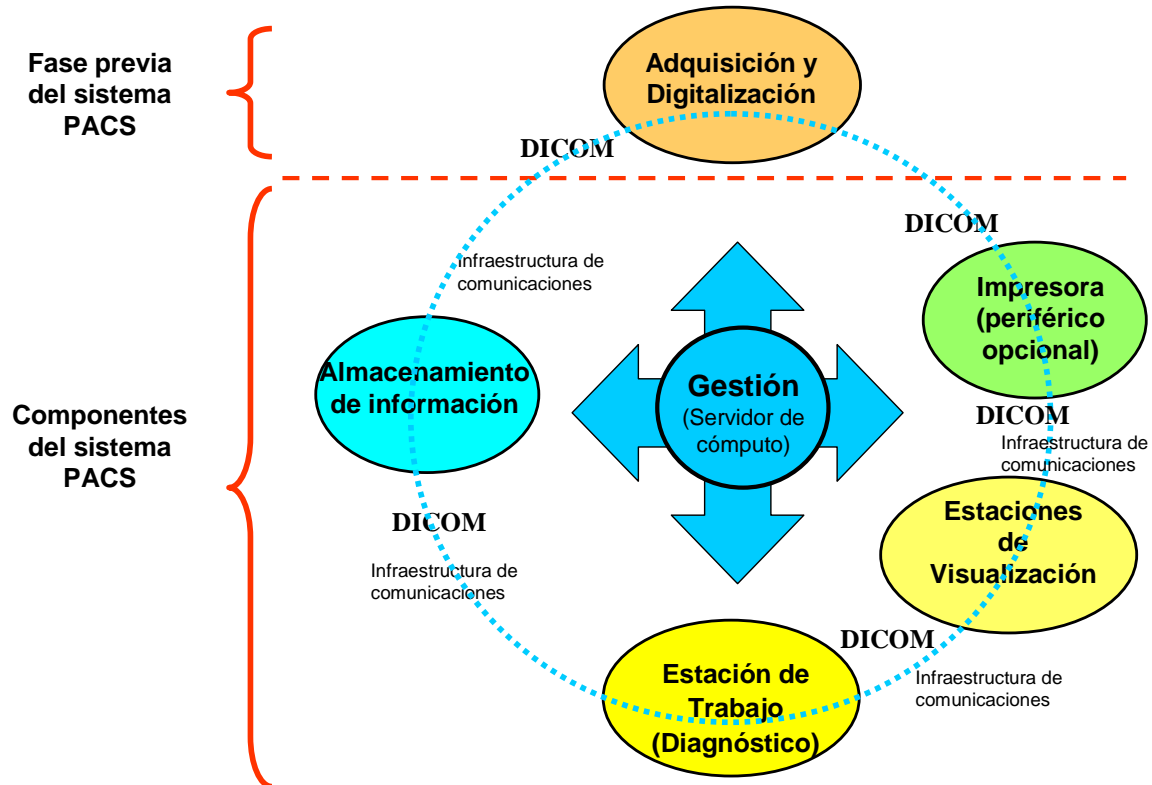 Fase previa
del sistema
PACS
Adquisición y
Digitalización
DICOM
DICOM
Infraestructura de
comunicaciones
Impresora
(periférico
opcional)
Almacenamiento
de información
Gestión
(Servidor de
cómputo)
Componentes
del sistema
PACS
DICOM
Infraestructura de
comunicaciones
DICOM
Infraestructura de
comunicaciones
Estaciones
de
Visualización
DICOM
Infraestructura de
comunicaciones
Estación de
Trabajo
(Diagnóstico)